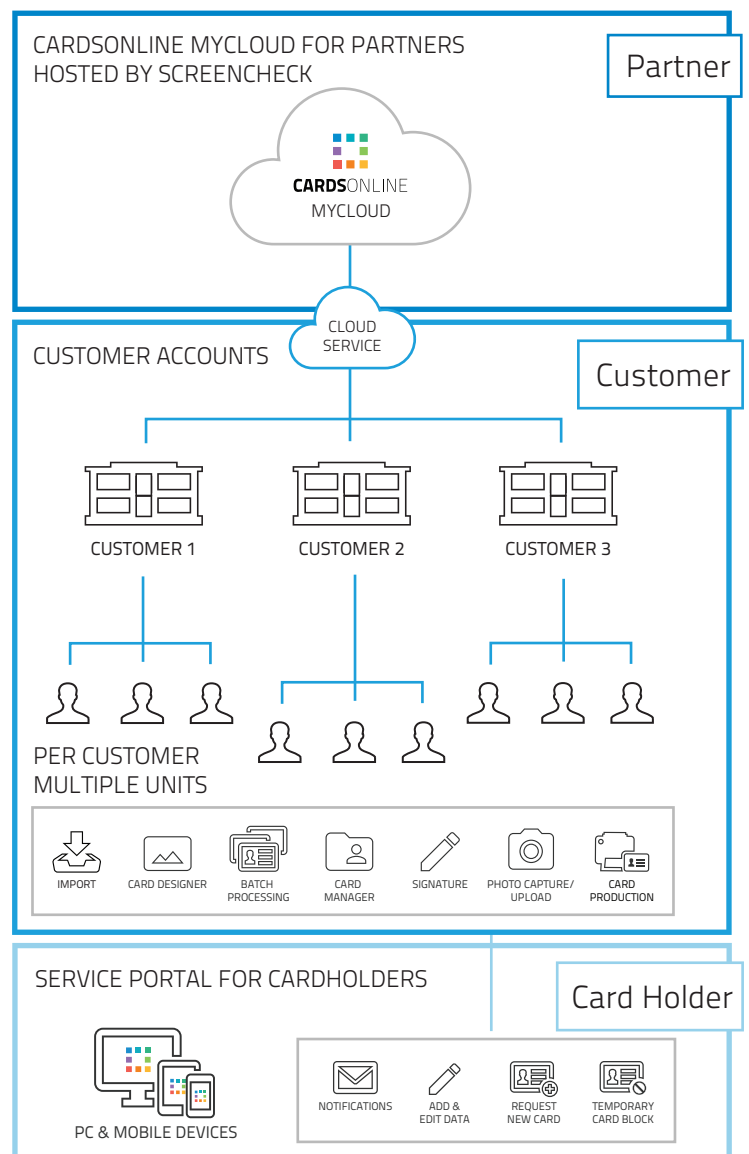 CARDSONLINE MYCLOUD FOR PARTNERS
HOSTED BY SCREENCHECK
Partner
CARDSONLINE
MYCLOUD
CLOUD
SERVICE
CUSTOMER ACCOUNTS
Customer
CUSTOMER 1
CUSTOMER 2
CUSTOMER 3
PER CUSTOMER
MULTIPLE UNITS
IMPORT
CARD DESIGNER
BATCH
PROCESSING
CARD
MANAGER
SIGNATURE
PHOTO CAPTURE/
UPLOAD
CARD
PRODUCTION
SERVICE PORTAL FOR CARDHOLDERS
Card Holder
PC & MOBILE DEVICES
NOTIFICATIONS
ADD &
EDIT DATA
REQUEST
NEW CARD
TEMPORARY
CARD BLOCK